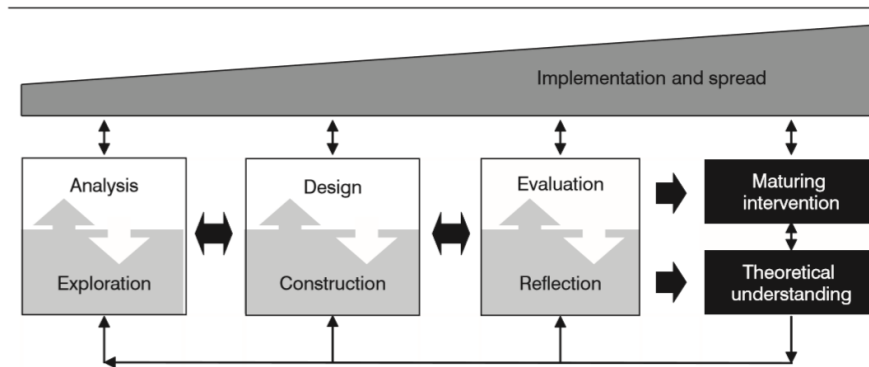 Implementation and spread
Analysis
Exploration
Design
Construction
Evaluation
Reflection
Maturing
intervention
Theoretical
understanding